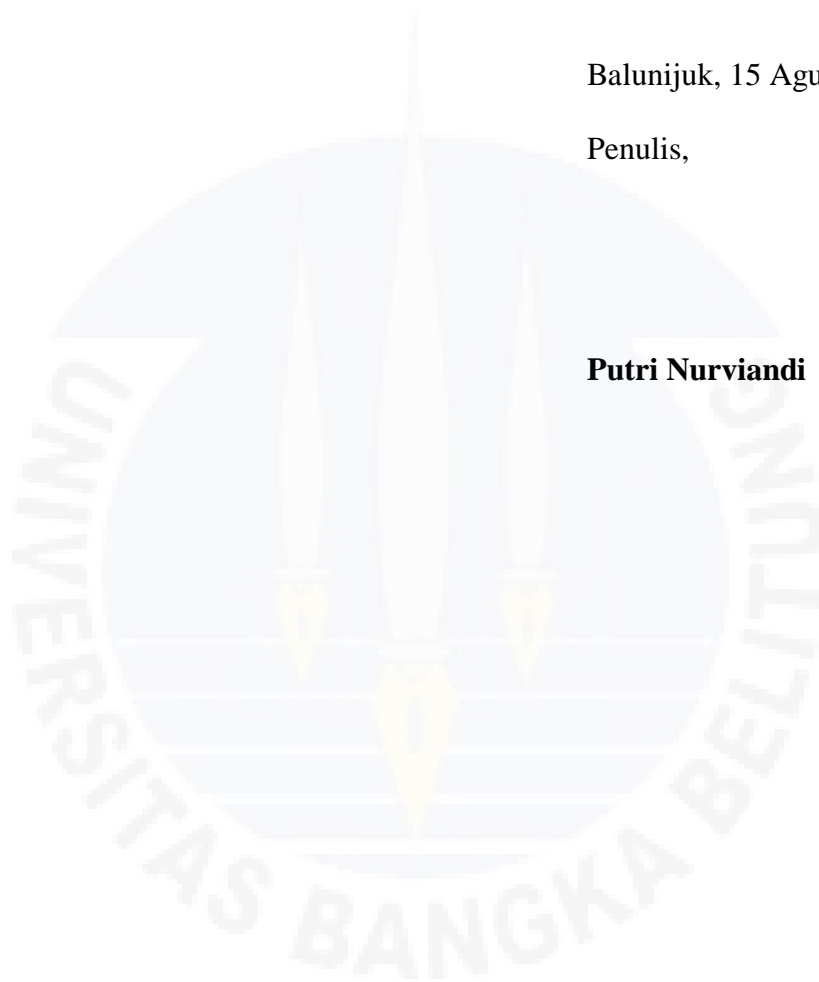 Balunijuk, 15 Agu
Penulis,
Putri Nurviandi
UNIVERSITAS BANGKA BELITUNG